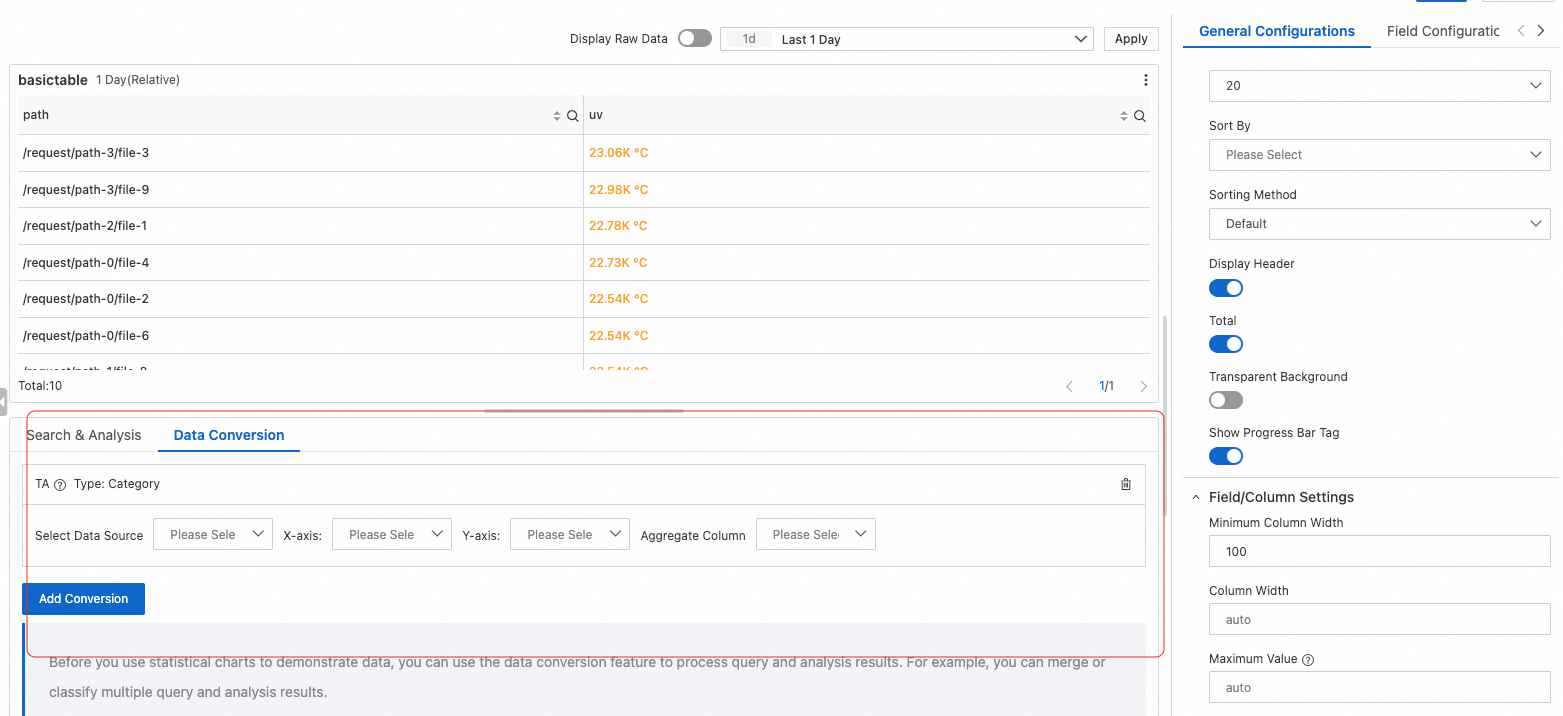 Display Raw Data 1d Last 1 Day Apply
basictable 1 Day(Relative)
path uv
/request/path-3/file-3 23.06K °C
/request/path-3/file-9 22.98K °C
/request/path-2/file-1 22.78K °C
/request/path-0/file-4 22.73K °C
/request/path-0/file-2 22.54K °C
/request/path-0/file-6 22.54K °C
Total:10 1/1
Search & Analysis Data Conversion
TA ? Type: Category
Select Data Source Please Sele X-axis: Please Sele Y-axis: Please Sele Aggregate Column Please Sele
Add Conversion
Before you use statistical charts to demonstrate data, you can use the data conversion feature to process query and analysis results. For example, you can merge or
classify multiple query and analysis results.
General Configurations Field Configuratic
20
Sort By
Please Select
Sorting Method
Default
Display Header
Total
Transparent Background
Show Progress Bar Tag
Field/Column Settings
Minimum Column Width
100
Column Width
auto
Maximum Value ?
auto